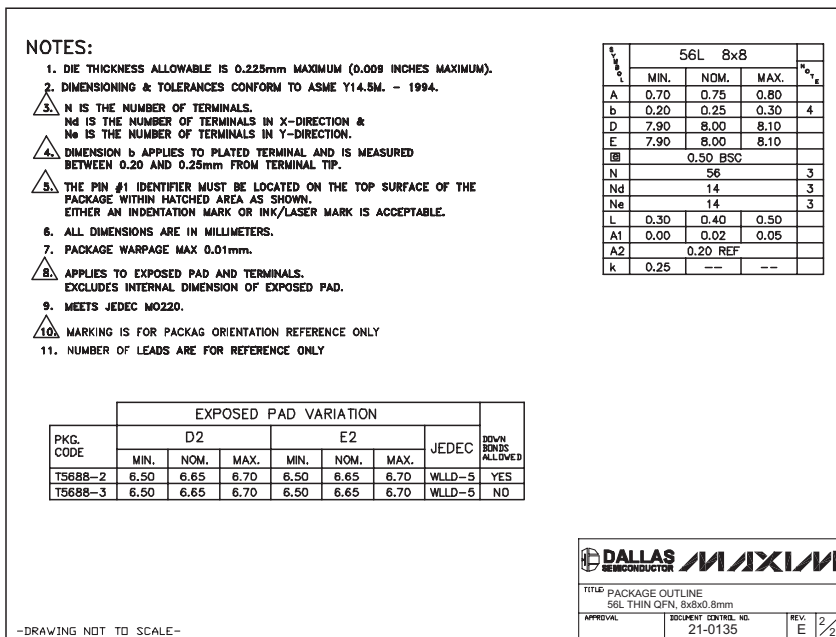 NOTES:
1. DIE THICKNESS ALLOWABLE IS 0.225mm MAXIMUM (0.009 INCHES MAXIMUM).
2. DIMENSIONING & TOLERANCES CONFORM TO ASME Y14.5M. – 1994.
3. N IS THE NUMBER OF TERMINALS.
Nd IS THE NUMBER OF TERMINALS IN X-DIRECTION &
Ne IS THE NUMBER OF TERMINALS IN Y-DIRECTION.
4. DIMENSION b APPLIES TO PLATED TERMINAL AND IS MEASURED
BETWEEN 0.20 AND 0.25mm FROM TERMINAL TIP.
5. THE PIN #1 IDENTIFIER MUST BE LOCATED ON THE TOP SURFACE OF THE
PACKAGE WITHIN HATCHED AREA AS SHOWN.
EITHER AN INDENTATION MARK OR INK/LASER MARK IS ACCEPTABLE.
6. ALL DIMENSIONS ARE IN MILLIMETERS.
7. PACKAGE WARPAGE MAX 0.01mm.
8. APPLIES TO EXPOSED PAD AND TERMINALS.
EXCLUDES INTERNAL DIMENSION OF EXPOSED PAD.
9. MEETS JEDEC MO220.
10. MARKING IS FOR PACKAG ORIENTATION REFERENCE ONLY
11. NUMBER OF LEADS ARE FOR REFERENCE ONLY
SYMBOL 56L 8x8 NOTE
MIN. NOM. MAX.
A 0.70 0.75 0.80
b 0.20 0.25 0.30 4
D 7.90 8.00 8.10
E 7.90 8.00 8.10
e 0.50 BSC
N 56 3
Nd 14 3
Ne 14 3
L 0.30 0.40 0.50
A1 0.00 0.02 0.05
A2 0.20 REF
k 0.25 –– ––
EXPOSED PAD VARIATION
PKG. CODE D2 E2 JEDEC DOWN BONDS ALLOWED
MIN. NOM. MAX. MIN. NOM. MAX.
T5688–2 6.50 6.65 6.70 6.50 6.65 6.70 WLLD–5 YES
T5688–3 6.50 6.65 6.70 6.50 6.65 6.70 WLLD–5 NO
-DRAWING NOT TO SCALE-
DALLAS SEMICONDUCTOR MAXIM
TITLE: PACKAGE OUTLINE
56L THIN QFN, 8x8x0.8mm
APPROVAL DOCUMENT CONTROL NO. REV.
21-0135 E 2/2